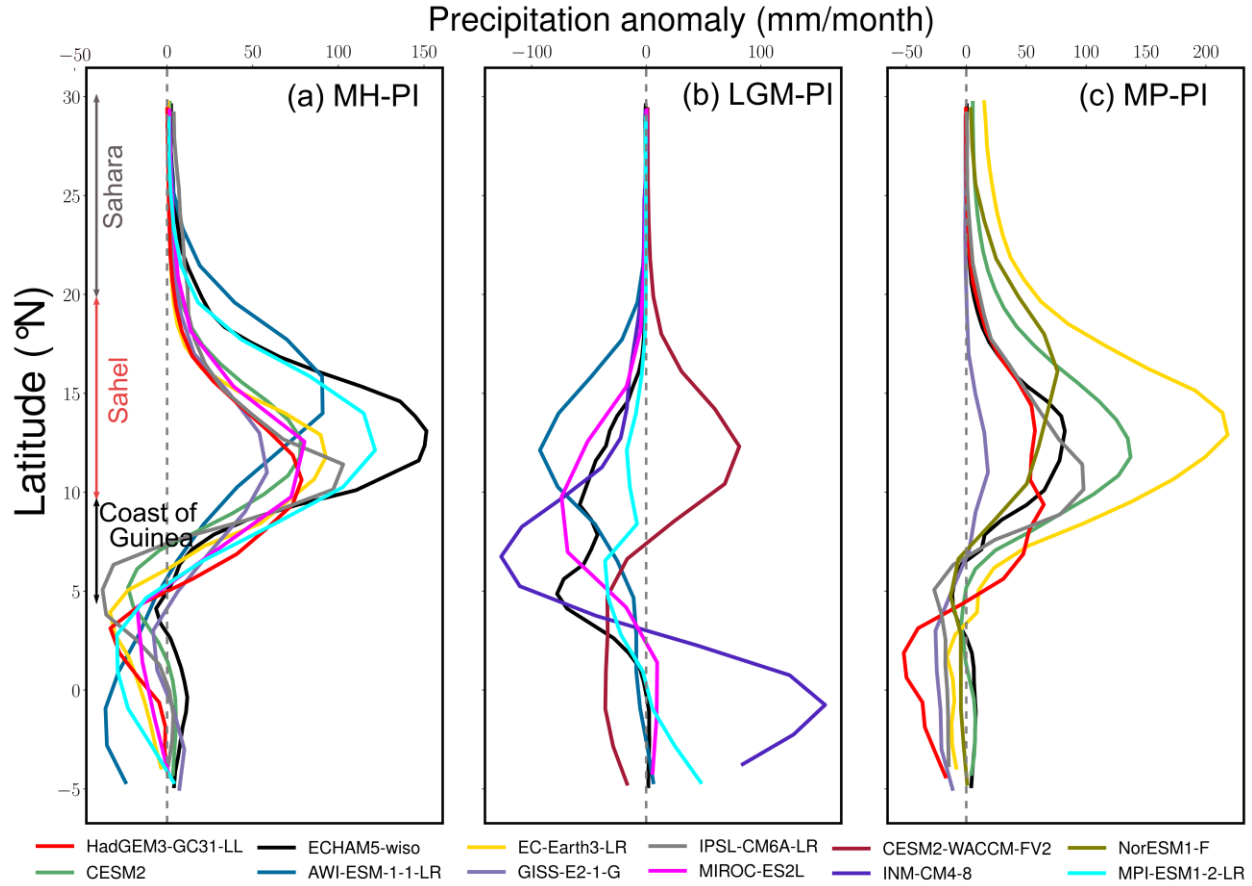 Precipitation anomaly (mm/month)
−50 0 50 100 150
−100 0 100
−50 0 50 100 150 200
(a) MH-PI
(b) LGM-PI
(c) MP-PI
Latitude (°N)
30
25
20
15
10
5
0
−5
Sahara
Sahel
Coast of
Guinea
HadGEM3-GC31-LL ECHAM5-wiso EC-Earth3-LR IPSL-CM6A-LR CESM2-WACCM-FV2 NorESM1-F
CESM2 AWI-ESM-1-1-LR GISS-E2-1-G MIROC-ES2L INM-CM4-8 MPI-ESM1-2-LR